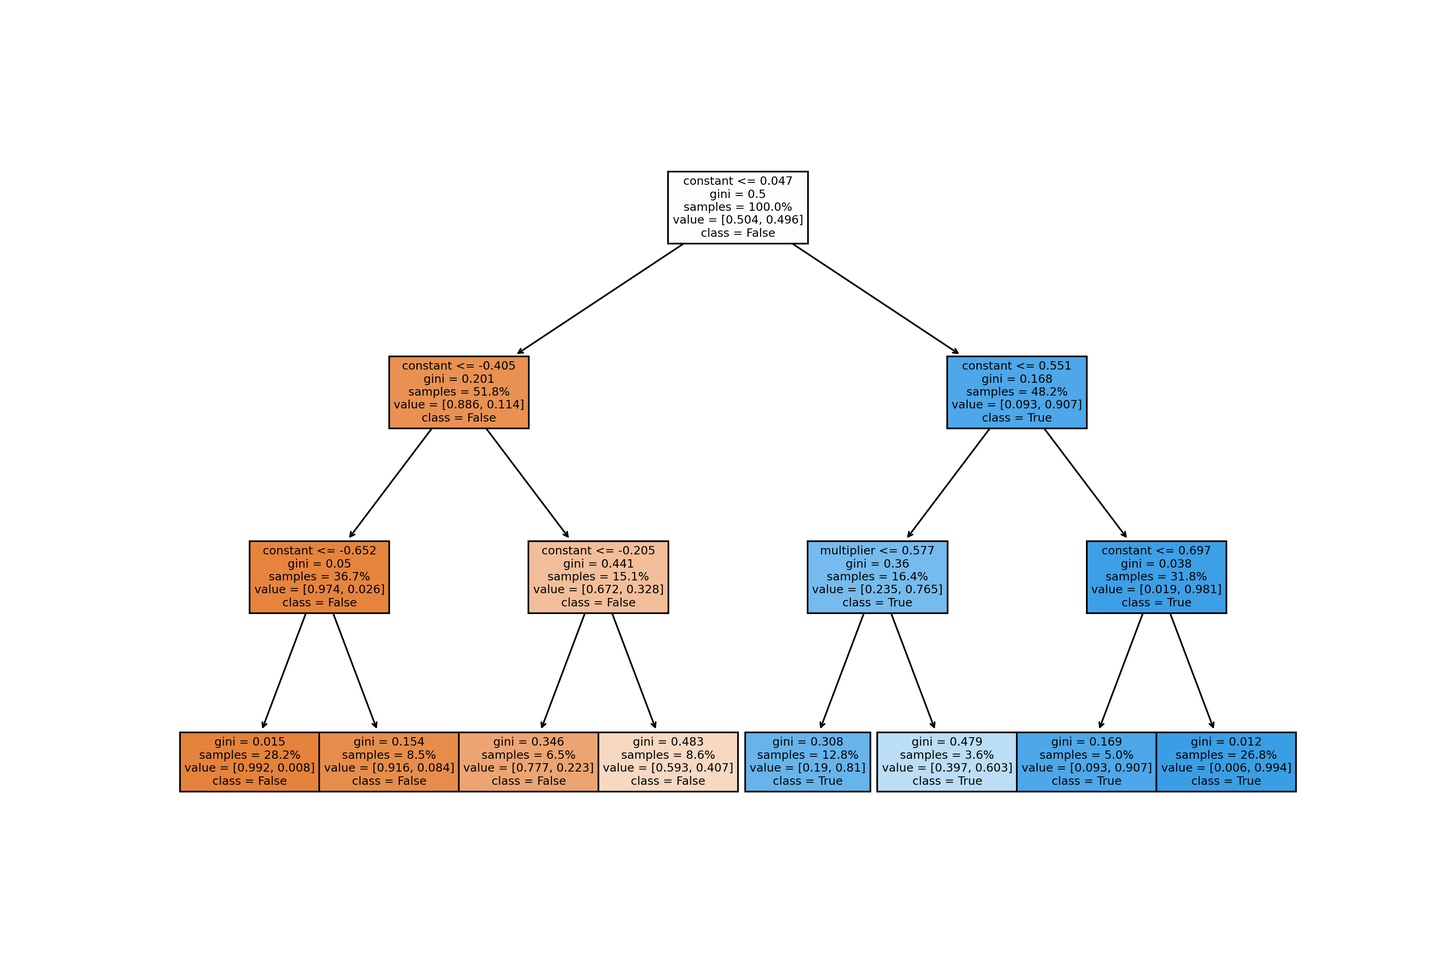 constant <= 0.047
gini = 0.5
samples = 100.0%
value = [0.504, 0.496]
class = False
constant <= -0.405
gini = 0.201
samples = 51.8%
value = [0.886, 0.114]
class = False
constant <= 0.551
gini = 0.168
samples = 48.2%
value = [0.093, 0.907]
class = True
constant <= -0.652
gini = 0.05
samples = 36.7%
value = [0.974, 0.026]
class = False
constant <= -0.205
gini = 0.441
samples = 15.1%
value = [0.672, 0.328]
class = False
multiplier <= 0.577
gini = 0.36
samples = 16.4%
value = [0.235, 0.765]
class = True
constant <= 0.697
gini = 0.038
samples = 31.8%
value = [0.019, 0.981]
class = True
gini = 0.015
samples = 28.2%
value = [0.992, 0.008]
class = False
gini = 0.154
samples = 8.5%
value = [0.916, 0.084]
class = False
gini = 0.346
samples = 6.5%
value = [0.777, 0.223]
class = False
gini = 0.483
samples = 8.6%
value = [0.593, 0.407]
class = False
gini = 0.308
samples = 12.8%
value = [0.19, 0.81]
class = True
gini = 0.479
samples = 3.6%
value = [0.397, 0.603]
class = True
gini = 0.169
samples = 5.0%
value = [0.093, 0.907]
class = True
gini = 0.012
samples = 26.8%
value = [0.006, 0.994]
class = True